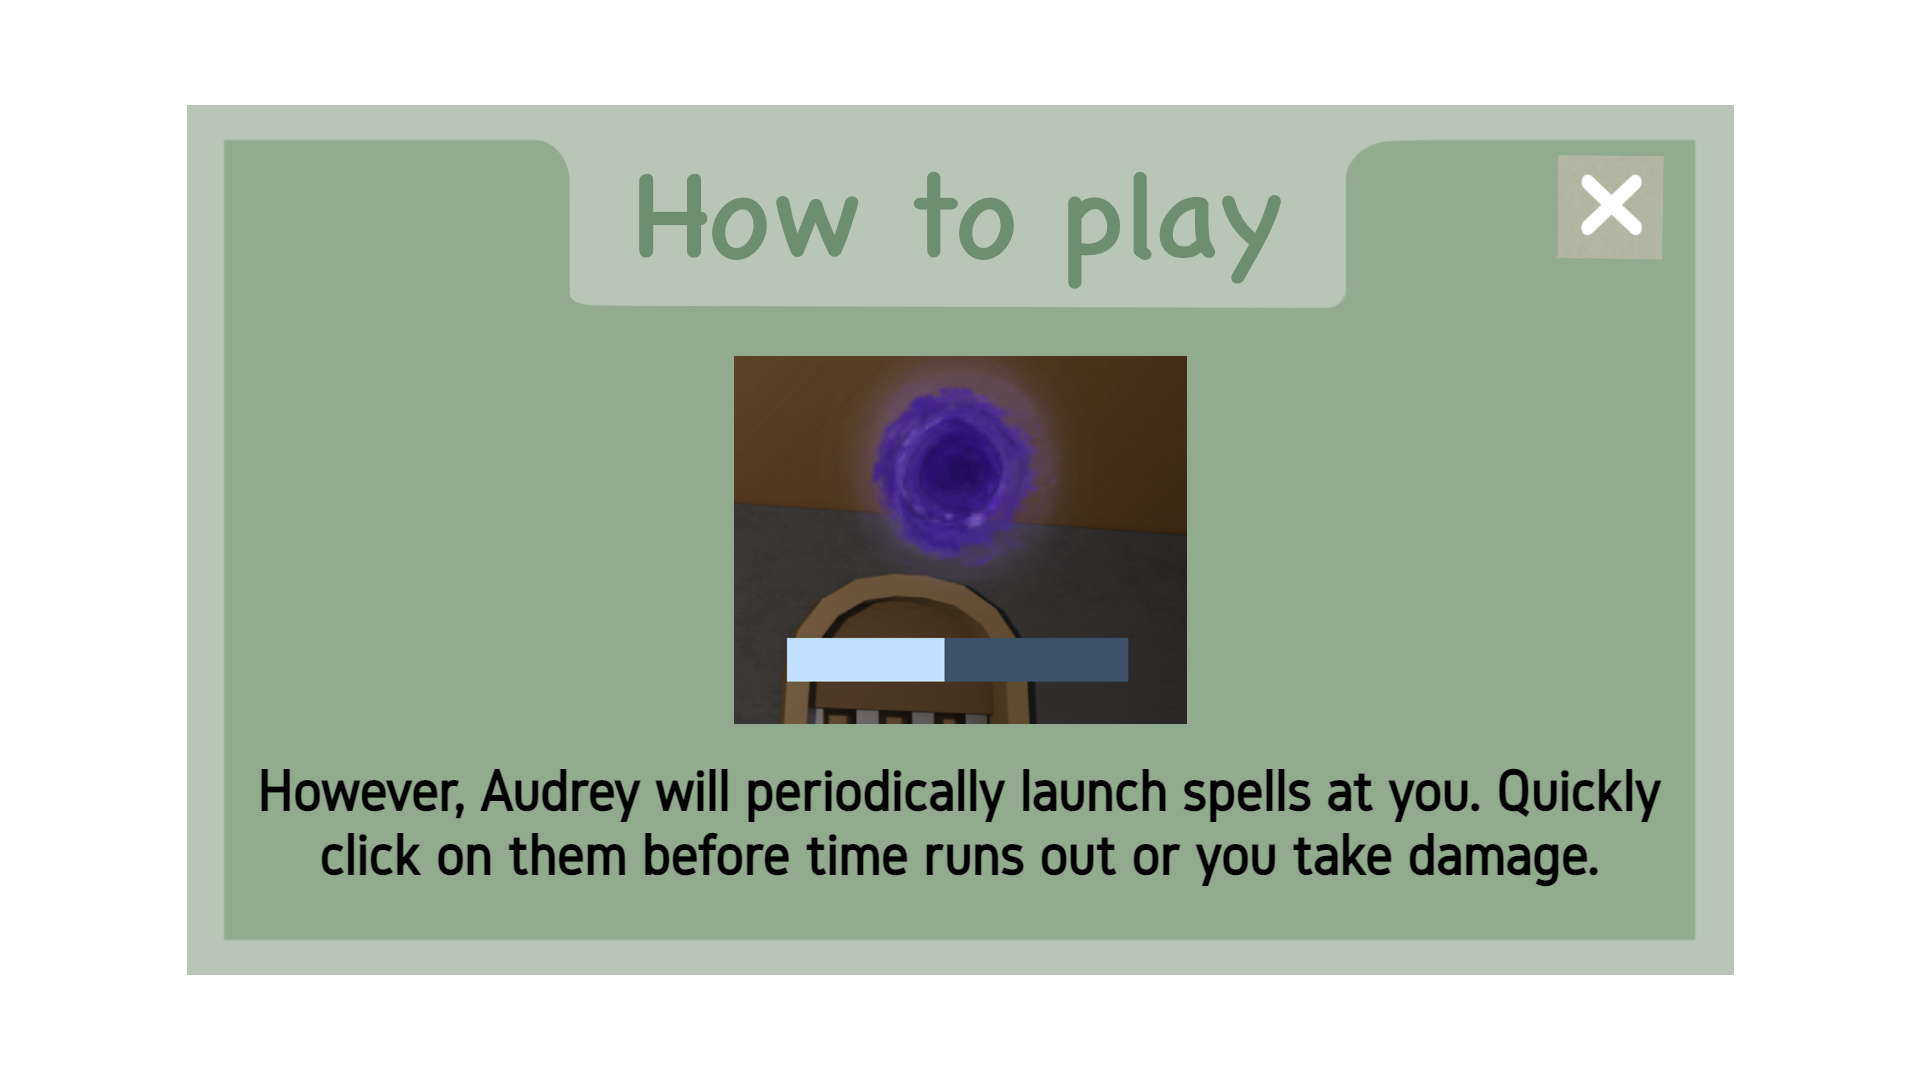 How to play
However, Audrey will periodically launch spells at you. Quickly
click on them before time runs out or you take damage.